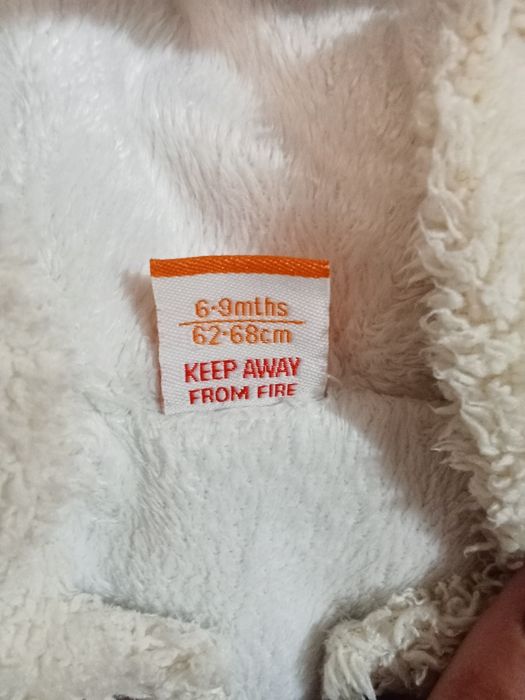 6-9mths
62-68cm
KEEP AWAY
FROM FIRE